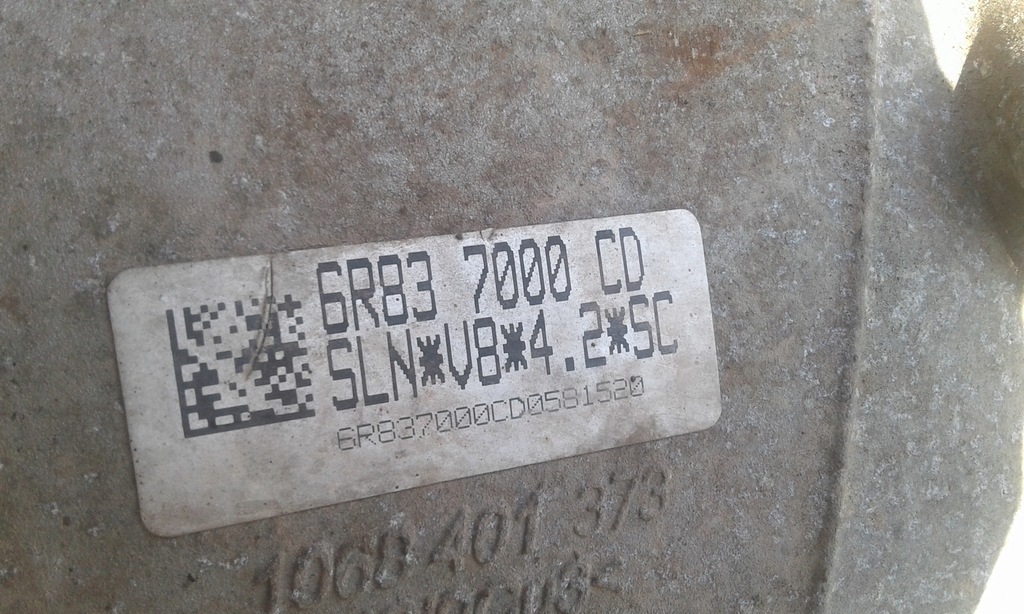 6R83 7000 CD
SLN*V8*4.2*SC
6R837000CD0581520
1068 401 373